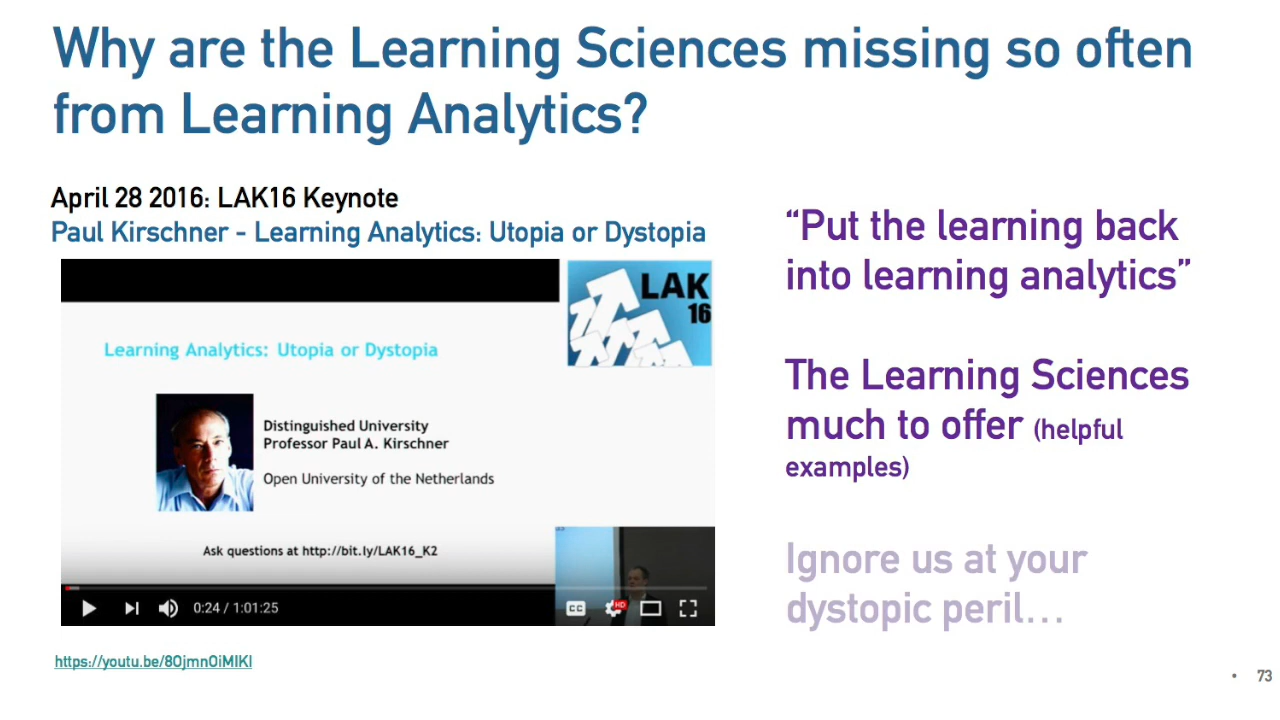 Why are the Learning Sciences missing so often
from Learning Analytics?
April 28 2016: LAK16 Keynote
Paul Kirschner - Learning Analytics: Utopia or Dystopia
LAK
16
Learning Analytics: Utopia or Dystopia
Distinguished University
Professor Paul A. Kirschner
Open University of the Netherlands
Ask questions at http://bit.ly/LAK16_K2
0:24 / 1:01:25
CC
HD
https://youtu.be/8OjmnOiMIKI
“Put the learning back
into learning analytics”
The Learning Sciences
much to offer (helpful
examples)
Ignore us at your
dystopic peril…
• 73